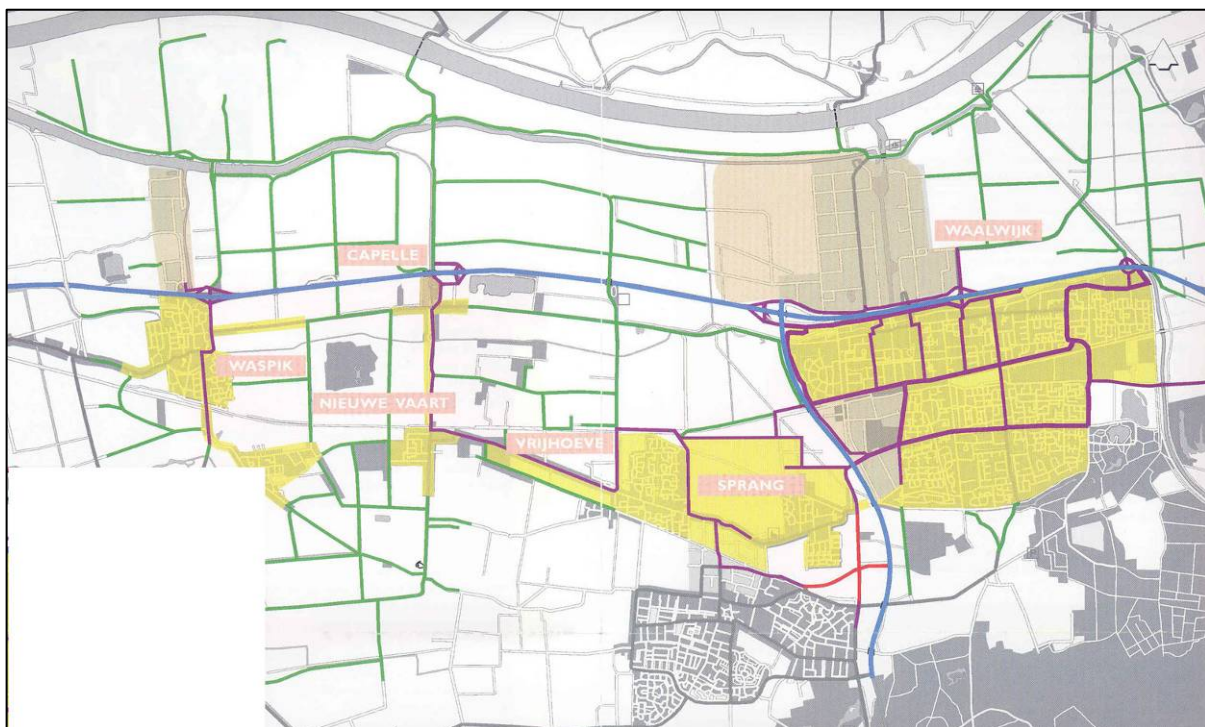 WAALWIJK
CAPELLE
WASPIK
NIEUWE VAART
VRIJHOEVE
SPRANG